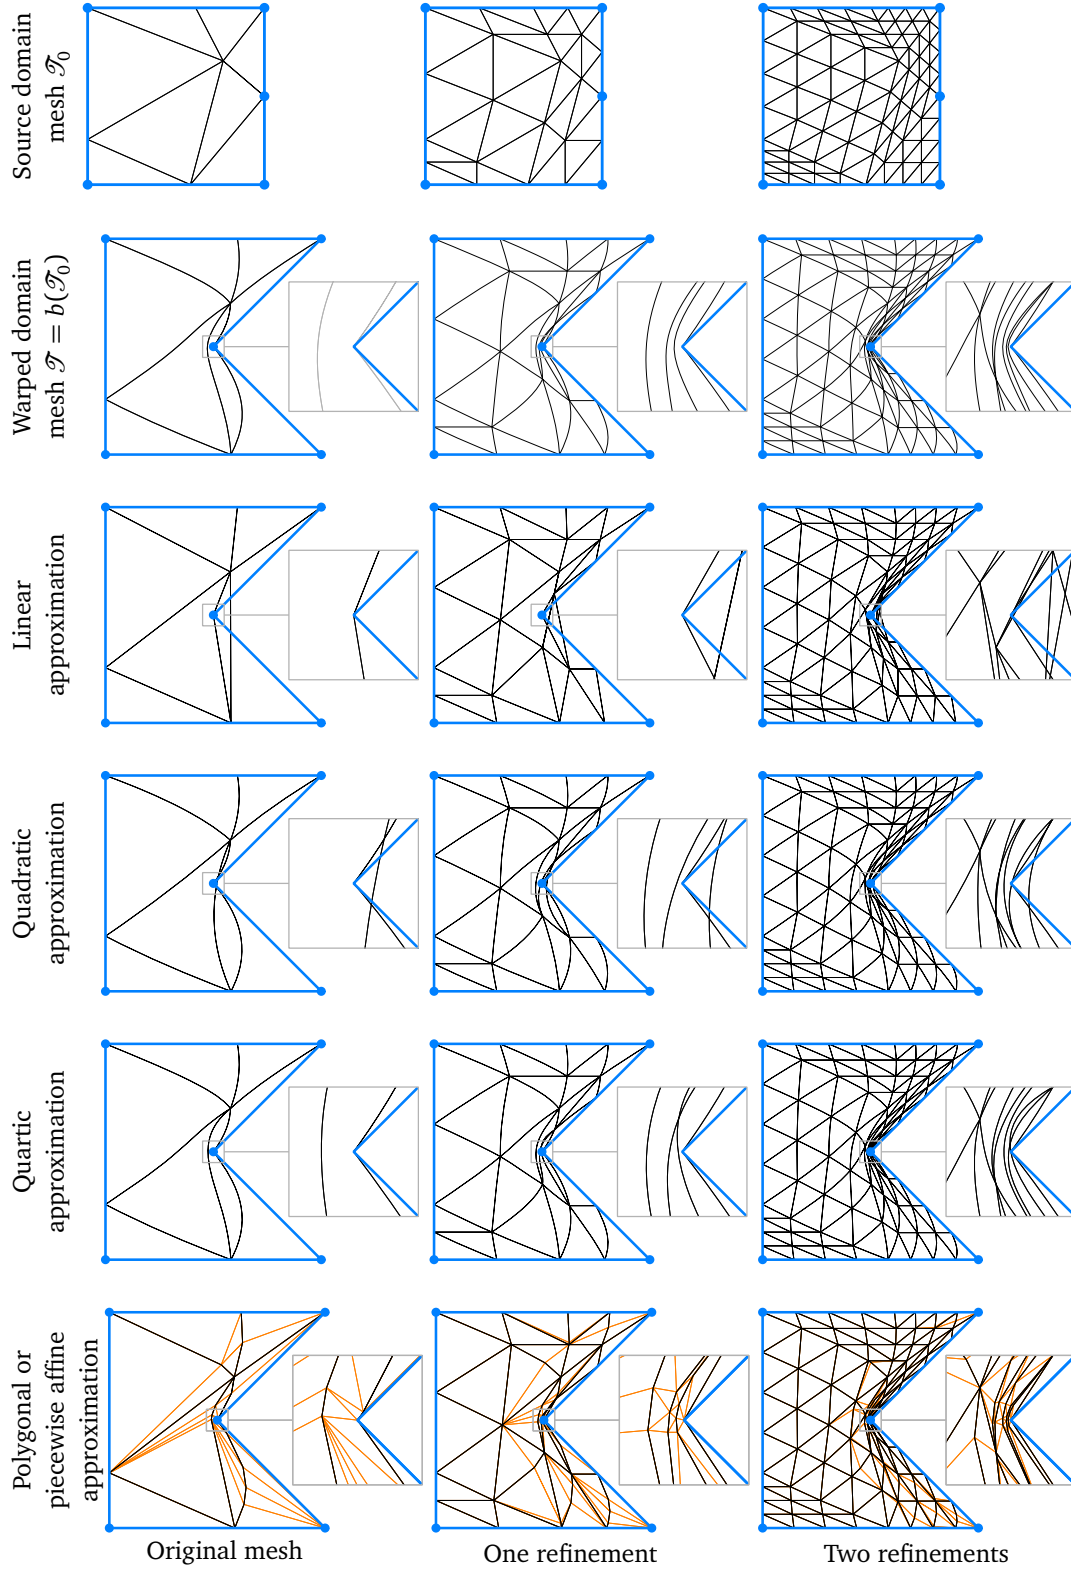 Source domain
mesh 𝒯₀
Warped domain
mesh 𝒯 = b(𝒯₀)
Linear
approximation
Quadratic
approximation
Quartic
approximation
Polygonal or
piecewise affine
approximation
Original mesh
One refinement
Two refinements